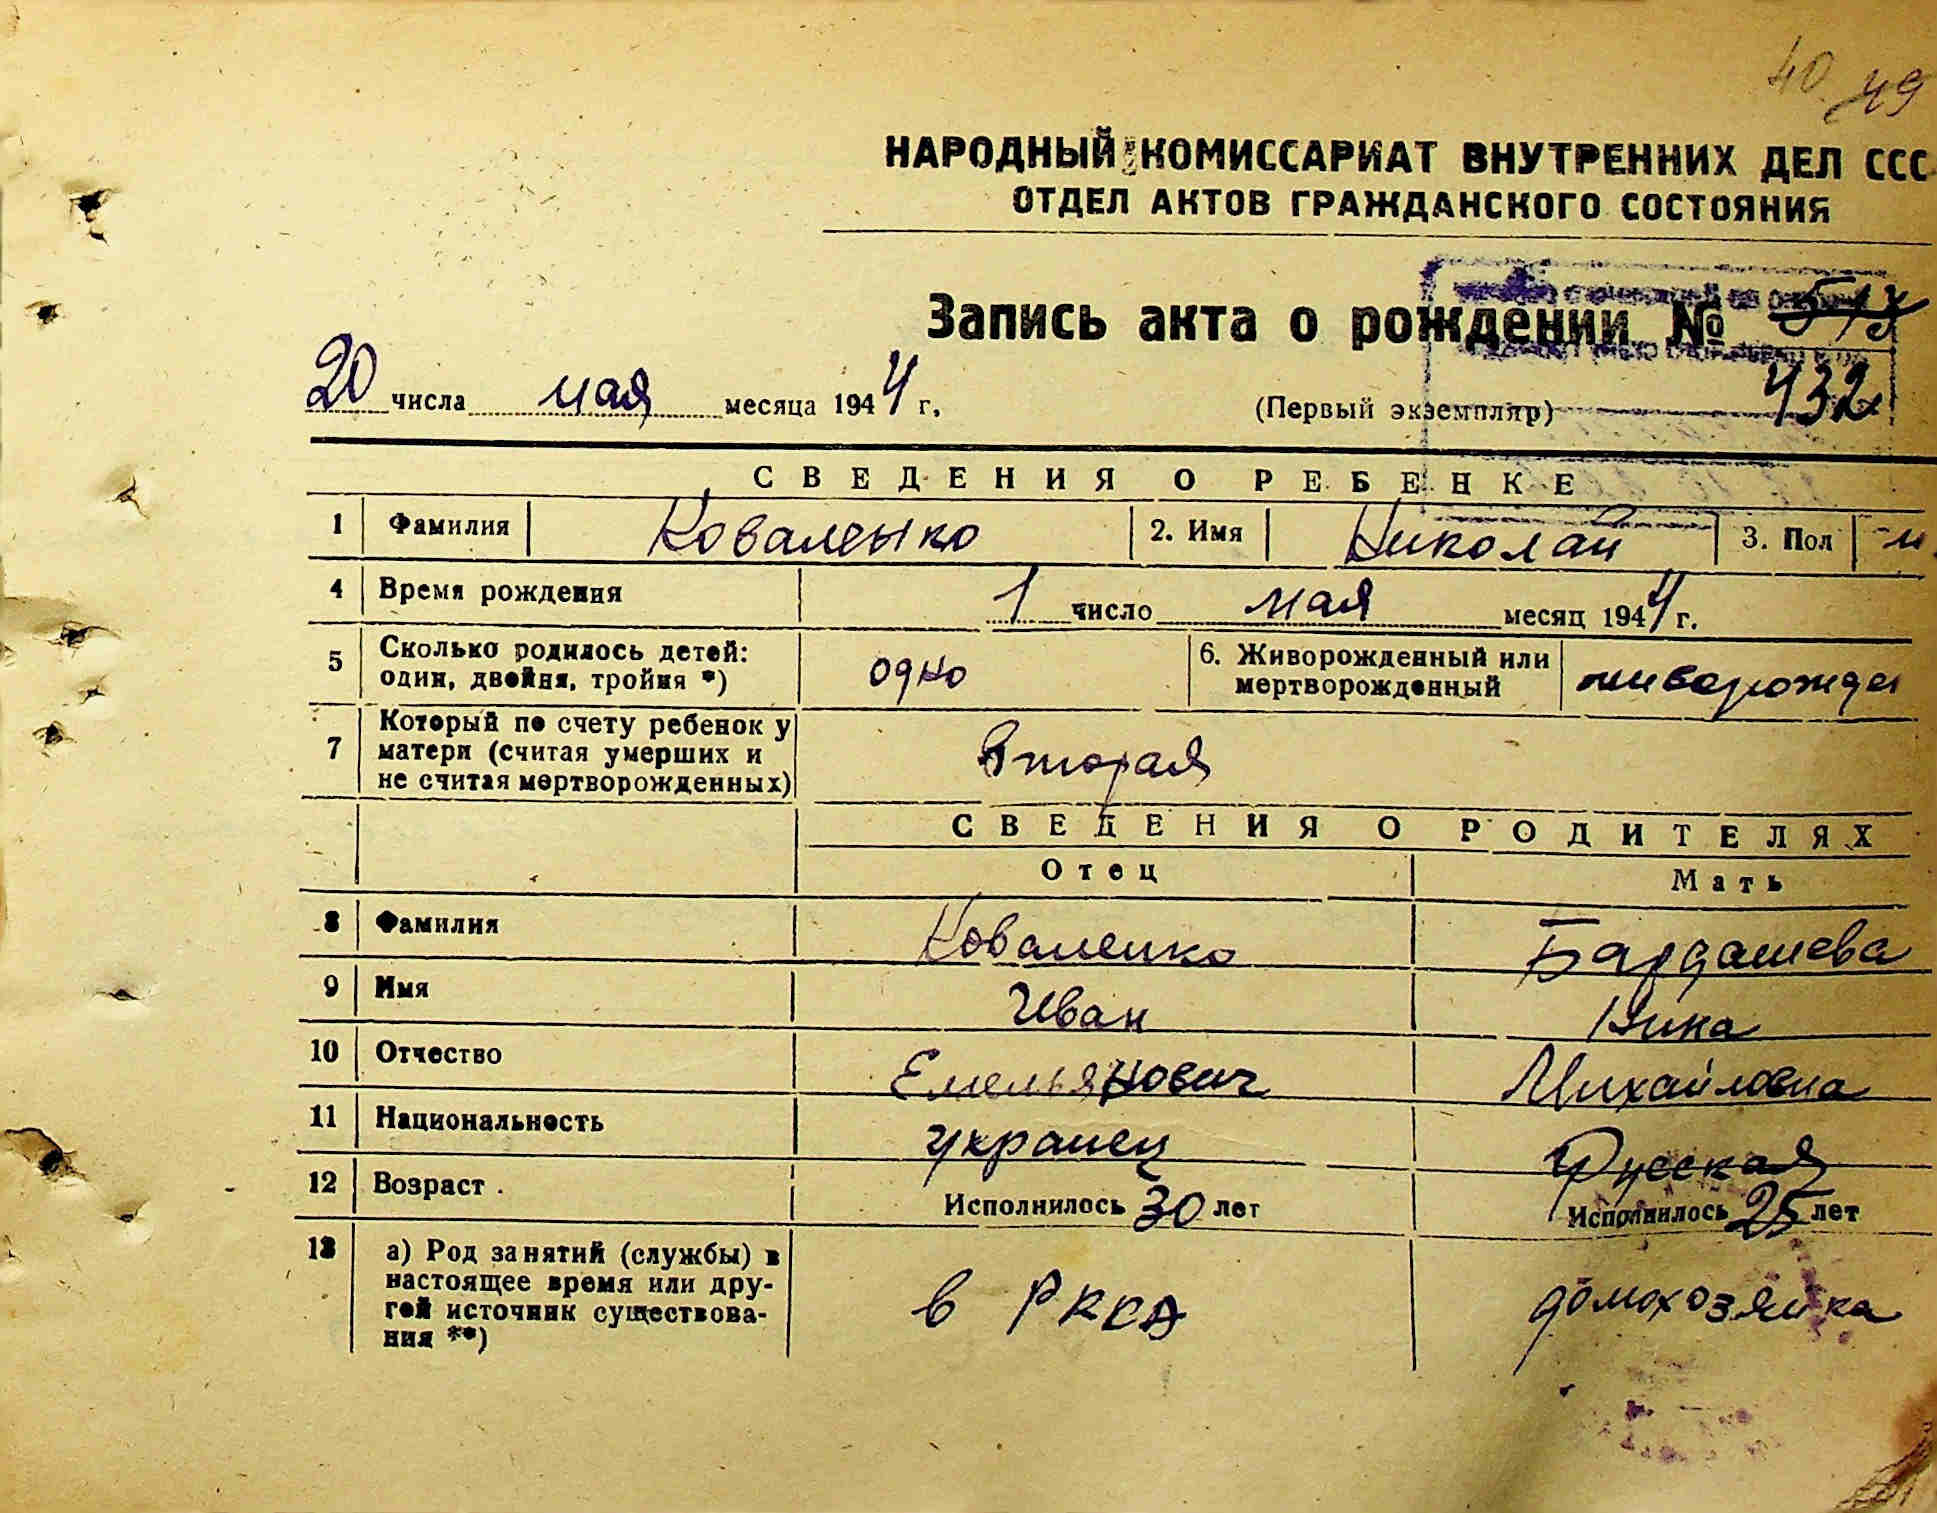 40 49
НАРОДНЫЙ КОМИССАРИАТ ВНУТРЕННИХ ДЕЛ ССС
ОТДЕЛ АКТОВ ГРАЖДАНСКОГО СОСТОЯНИЯ
Запись акта о рождении №
20 числа мая месяца 1944 г. (Первый экземпляр) 432
СВЕДЕНИЯ О РЕБЕНКЕ
1 Фамилия Коваленко 2. Имя Николай 3. Пол м
4 Время рождения 1 число мая месяц 1944 г.
5 Сколько родилось детей: один, двойня, тройня *) одно 6. Живорожденный или мертворожденный живорожден
7 Который по счету ребенок у матери (считая умерших и не считая мертворожденных) Вторая
СВЕДЕНИЯ О РОДИТЕЛЯХ
Отец Мать
8 Фамилия Коваленко Бардашева
9 Имя Иван Нина
10 Отчество Емельянович Михайловна
11 Национальность украинец Русская
12 Возраст Исполнилось 30 лет Исполнилось 25 лет
13 а) Род занятий (службы) в настоящее время или дру-
гой источник существова-
ния **) в РККА домохозяйка